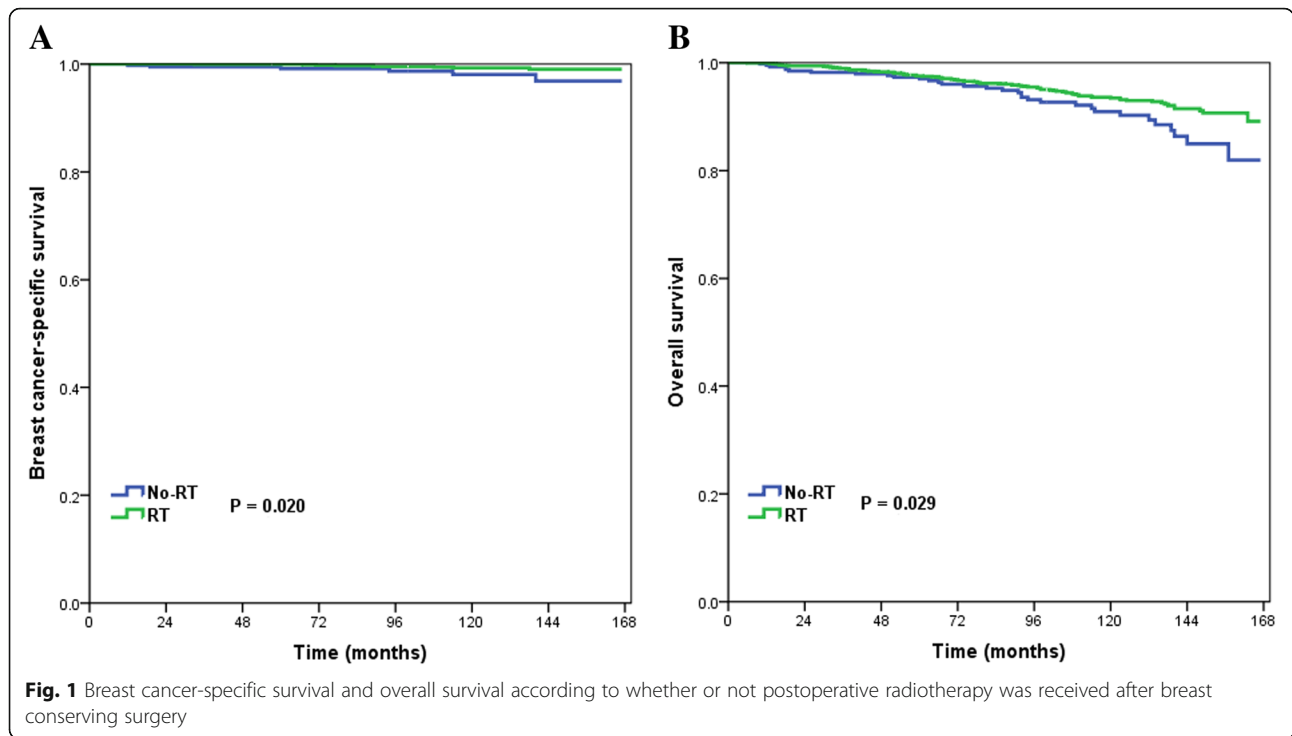 A
Breast cancer-specific survival
1.0
0.8
0.6
0.4
0.2
0.0
No-RT
RT
P = 0.020
0 24 48 72 96 120 144 168
Time (months)
B
Overall survival
1.0
0.8
0.6
0.4
0.2
0.0
No-RT
RT
P = 0.029
0 24 48 72 96 120 144 168
Time (months)
Fig. 1 Breast cancer-specific survival and overall survival according to whether or not postoperative radiotherapy was received after breast
conserving surgery